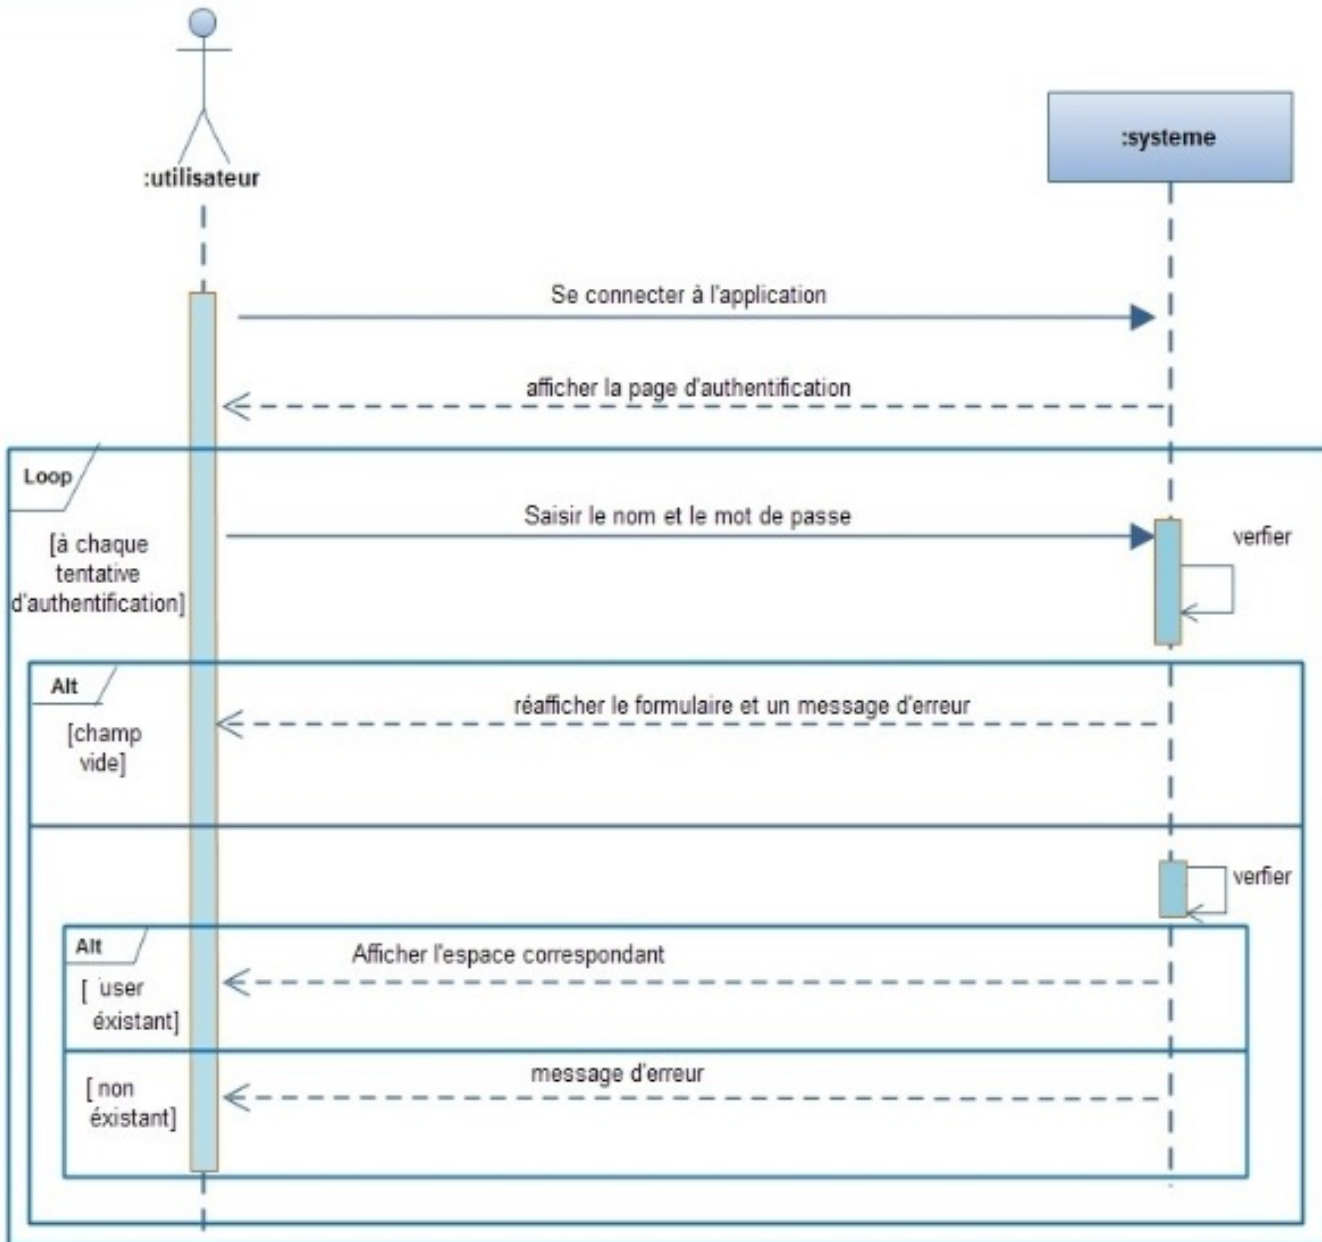 :utilisateur
:systeme
Se connecter à l'application
afficher la page d'authentification
Loop
[à chaque
tentative
d'authentification]
Saisir le nom et le mot de passe
verfier
Alt
[champ
vide]
réafficher le formulaire et un message d'erreur
verfier
Alt
[ user
éxistant]
Afficher l'espace correspondant
[ non
éxistant]
message d'erreur